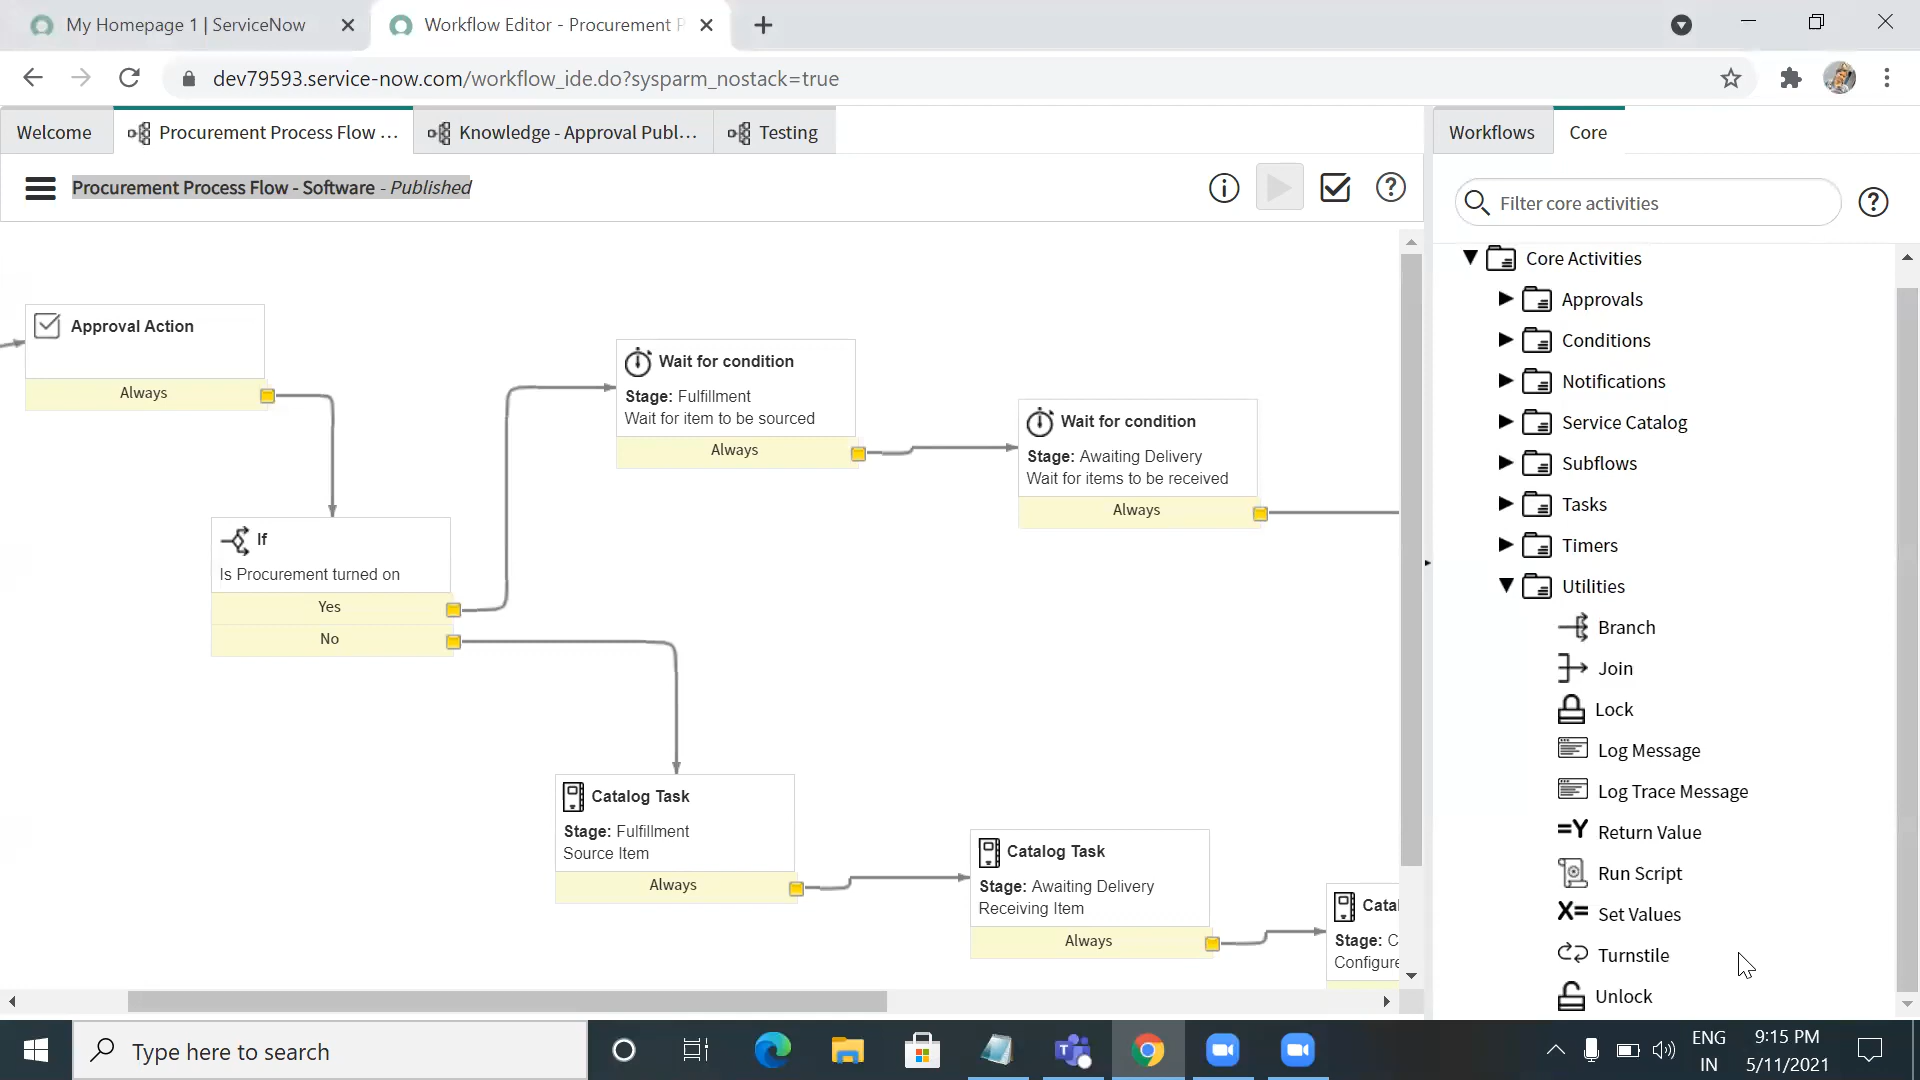 My Homepage 1 | ServiceNow
Workflow Editor - Procurement P
dev79593.service-now.com/workflow_ide.do?sysparm_nostack=true
Welcome
Procurement Process Flow ...
Knowledge - Approval Publ...
Testing
Workflows
Core
Procurement Process Flow - Software - Published
Filter core activities
Approval Action
Always
If
Is Procurement turned on
Yes
No
Wait for condition
Stage: Fulfillment
Wait for item to be sourced
Always
Wait for condition
Stage: Awaiting Delivery
Wait for items to be received
Always
Catalog Task
Stage: Fulfillment
Source Item
Always
Catalog Task
Stage: Awaiting Delivery
Receiving Item
Always
Catal
Stage: C
Configure
Core Activities
Approvals
Conditions
Notifications
Service Catalog
Subflows
Tasks
Timers
Utilities
Branch
Join
Lock
Log Message
Log Trace Message
=Y Return Value
Run Script
X= Set Values
Turnstile
Unlock
Type here to search
ENG
IN
9:15 PM
5/11/2021